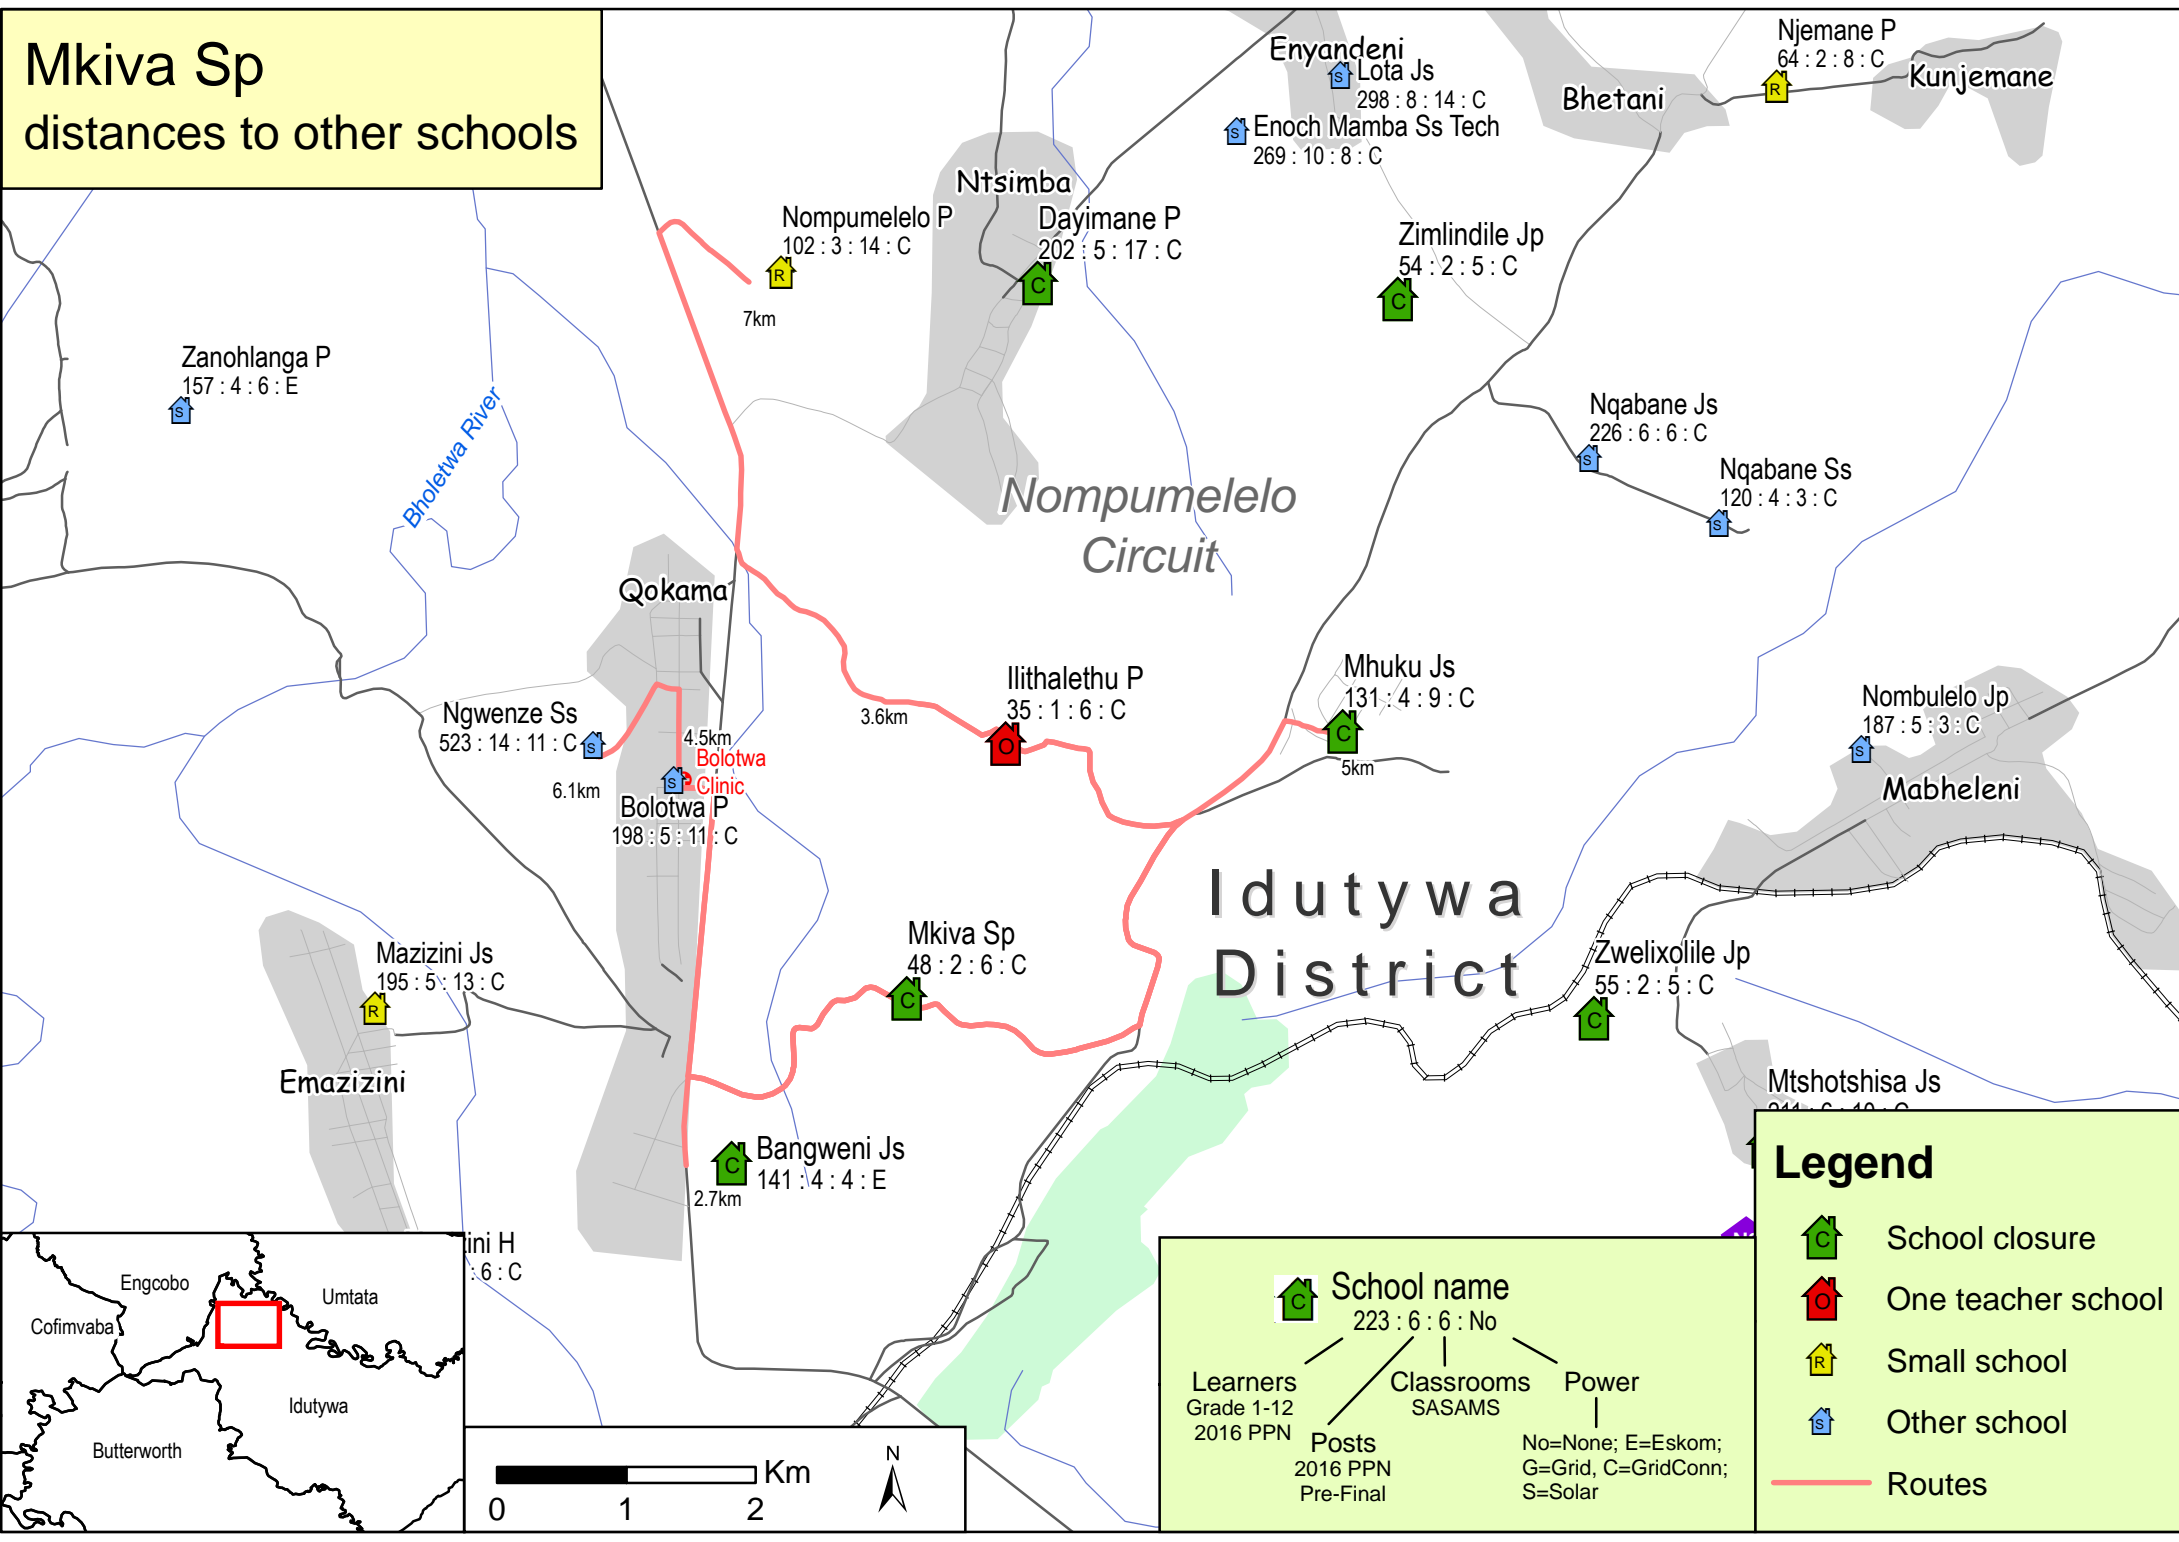 Mkiva Sp
distances to other schools
Enyandeni
Lota Js
298 : 8 : 14 : C
Enoch Mamba Ss Tech
269 : 10 : 8 : C
Bhetani
Njemane P
64 : 2 : 8 : C
Kunjemane
Ntsimba
Nompumelelo P
102 : 3 : 14 : C
7km
Dayimane P
202 : 5 : 17 : C
Zimlindile Jp
54 : 2 : 5 : C
Zanohlanga P
157 : 4 : 6 : E
Bholetwa River
Nqabane Js
226 : 6 : 6 : C
Nqabane Ss
120 : 4 : 3 : C
Nompumelelo
Circuit
Qokama
Ilithalethu P
35 : 1 : 6 : C
3.6km
Mhuku Js
131 : 4 : 9 : C
5km
Ngwenze Ss
523 : 14 : 11 : C
6.1km
4.5km
Bolotwa
Clinic
Bolotwa P
198 : 5 : 11 : C
Nombulelo Jp
187 : 5 : 3 : C
Mabheleni
Idutywa
District
Mkiva Sp
48 : 2 : 6 : C
Mazizini Js
195 : 5 : 13 : C
Emazizini
Zwelixolile Jp
55 : 2 : 5 : C
Mtshotshisa Js
Bangweni Js
141 : 4 : 4 : E
2.7km
ini H
: 6 : C
Engcobo
Umtata
Cofimvaba
Idutywa
Butterworth
Km
0 1 2
N
C School name
223 : 6 : 6 : No
Learners
Grade 1-12
2016 PPN
Posts
2016 PPN
Pre-Final
Classrooms
SASAMS
Power
No=None; E=Eskom;
G=Grid, C=GridConn;
S=Solar
Legend
C School closure
O One teacher school
R Small school
S Other school
Routes